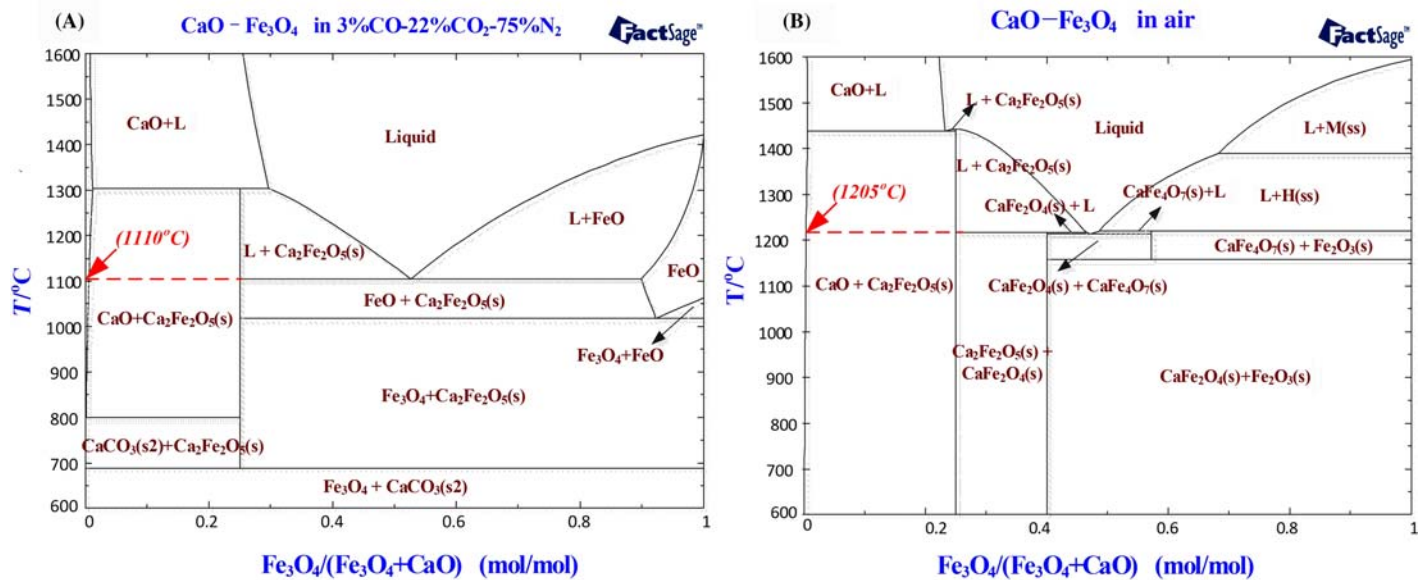 (A)
CaO – Fe₃O₄ in 3%CO-22%CO₂-75%N₂
FactSage™
1600
1500
1400
1300
1200
1100
1000
900
800
700
600
T/°C
CaO+L
Liquid
(1110°C)
L+FeO
L + Ca₂Fe₂O₅(s)
FeO
FeO + Ca₂Fe₂O₅(s)
CaO+Ca₂Fe₂O₅(s)
Fe₃O₄+FeO
Fe₃O₄+Ca₂Fe₂O₅(s)
CaCO₃(s2)+Ca₂Fe₂O₅(s)
Fe₃O₄ + CaCO₃(s2)
0
0.2
0.4
0.6
0.8
1
Fe₃O₄/(Fe₃O₄+CaO) (mol/mol)
(B)
CaO–Fe₃O₄ in air
FactSage™
1600
1500
1400
1300
1200
1100
1000
900
800
700
600
T/°C
CaO+L
L + Ca₂Fe₂O₅(s)
Liquid
L+M(ss)
L + Ca₂Fe₂O₅(s)
CaFe₄O₇(s)+L
(1205°C)
CaFe₂O₄(s) + L
L+H(ss)
CaFe₄O₇(s) + Fe₂O₃(s)
CaO + Ca₂Fe₂O₅(s)
CaFe₂O₄(s) + CaFe₄O₇(s)
Ca₂Fe₂O₅(s) +
CaFe₂O₄(s)
CaFe₂O₄(s)+Fe₂O₃(s)
0
0.2
0.4
0.6
0.8
1
Fe₃O₄/(Fe₃O₄+CaO) (mol/mol)